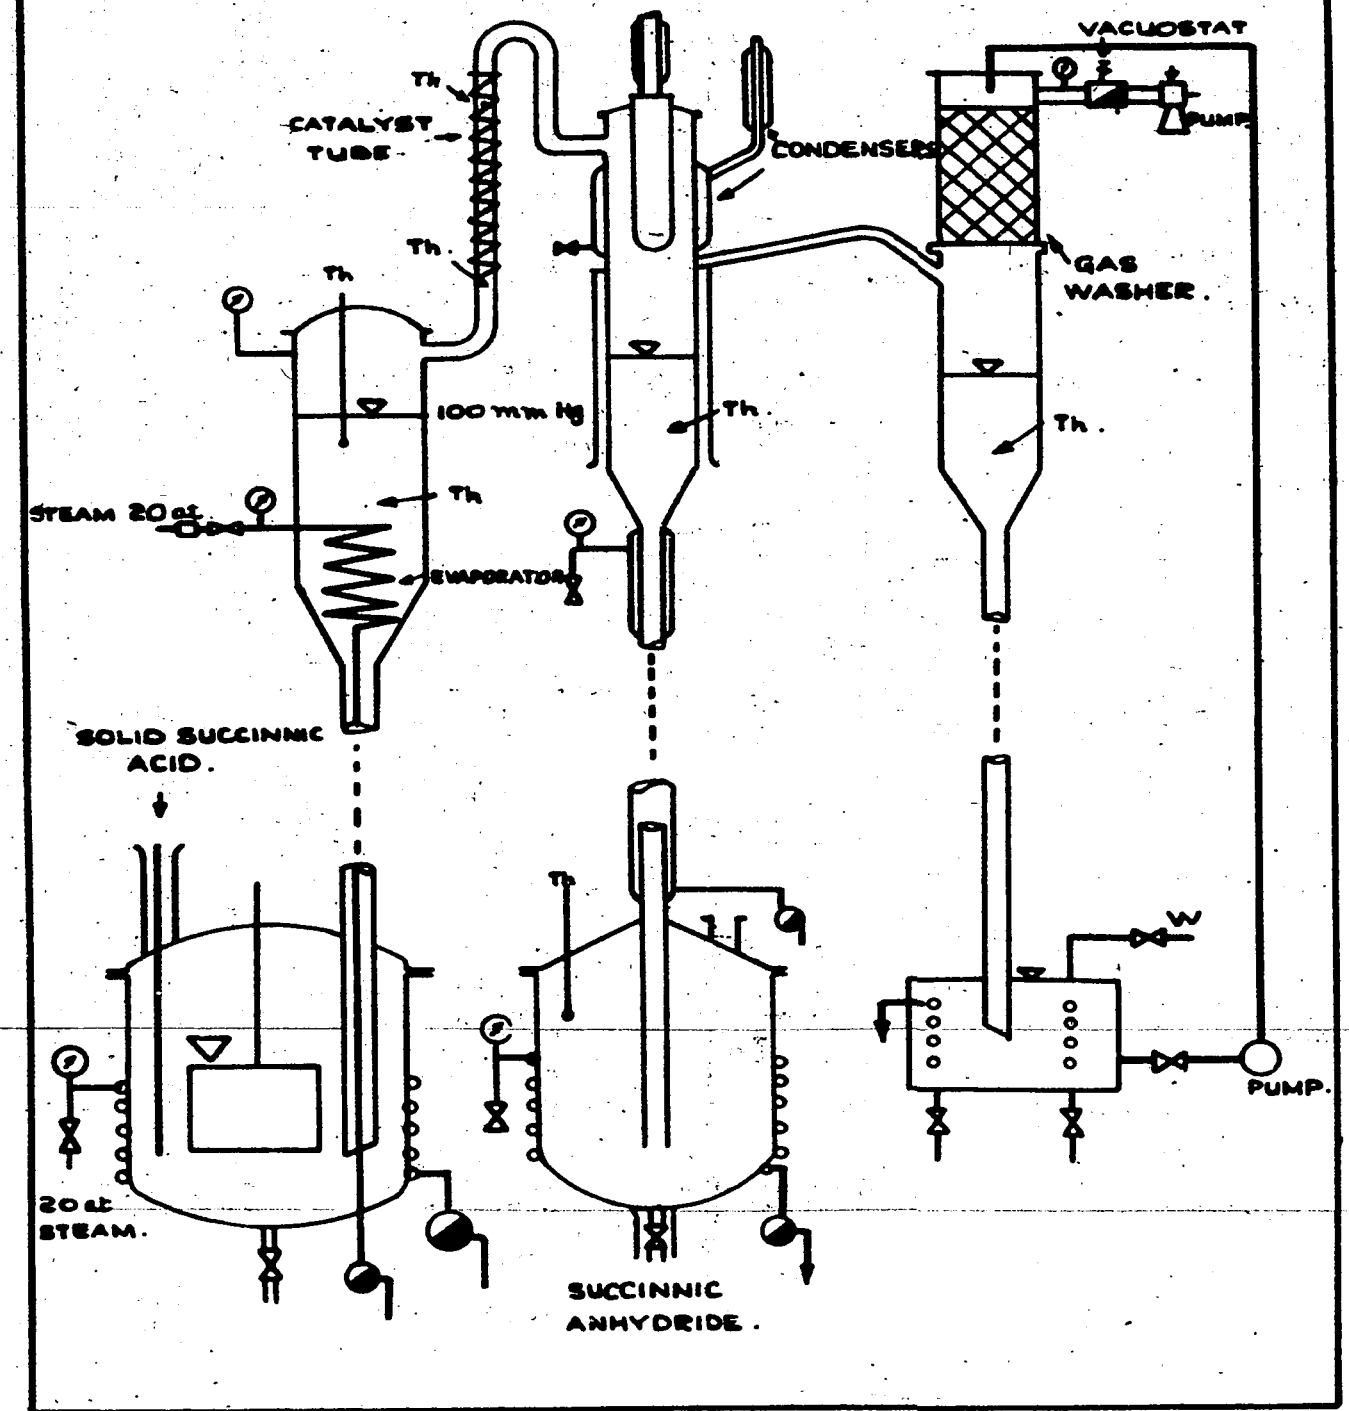 VACUOSTAT
Th
CATALYST
TUBE
PUMP
CONDENSERS
Th.
Th
GAS
WASHER.
100 mm Hg
Th.
Th.
STEAM 20 at
Th
EVAPORATOR
SOLID SUCCINNIC
ACID.
Th
W
PUMP.
20 at
STEAM.
SUCCINNIC
ANHYDRIDE.